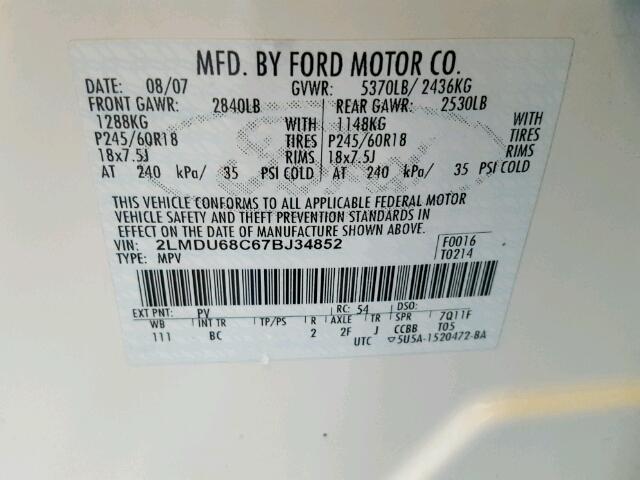 MFD. BY FORD MOTOR CO.
DATE: 08/07 GVWR: 5370LB/ 2436KG
FRONT GAWR: 2840LB REAR GAWR: 2530LB
1288KG WITH 1148KG WITH
P245/60R18 TIRES P245/60R18 TIRES
18x7.5J RIMS 18x7.5J RIMS
AT 240 kPa/ 35 PSI COLD AT 240 kPa/ 35 PSI COLD
THIS VEHICLE CONFORMS TO ALL APPLICABLE FEDERAL MOTOR
VEHICLE SAFETY AND THEFT PREVENTION STANDARDS IN
EFFECT ON THE DATE OF MANUFACTURE SHOWN ABOVE.
VIN: 2LMDU68C67BJ34852 F0016
TYPE: MPV T0214
EXT PNT: PV RC: 54 DSO:
WB INT TR TP/PS R AXLE TR SPR 7Q11F
111 BC 2 2F J CCBB T05
UTC ▽5U5A-1520472-BA